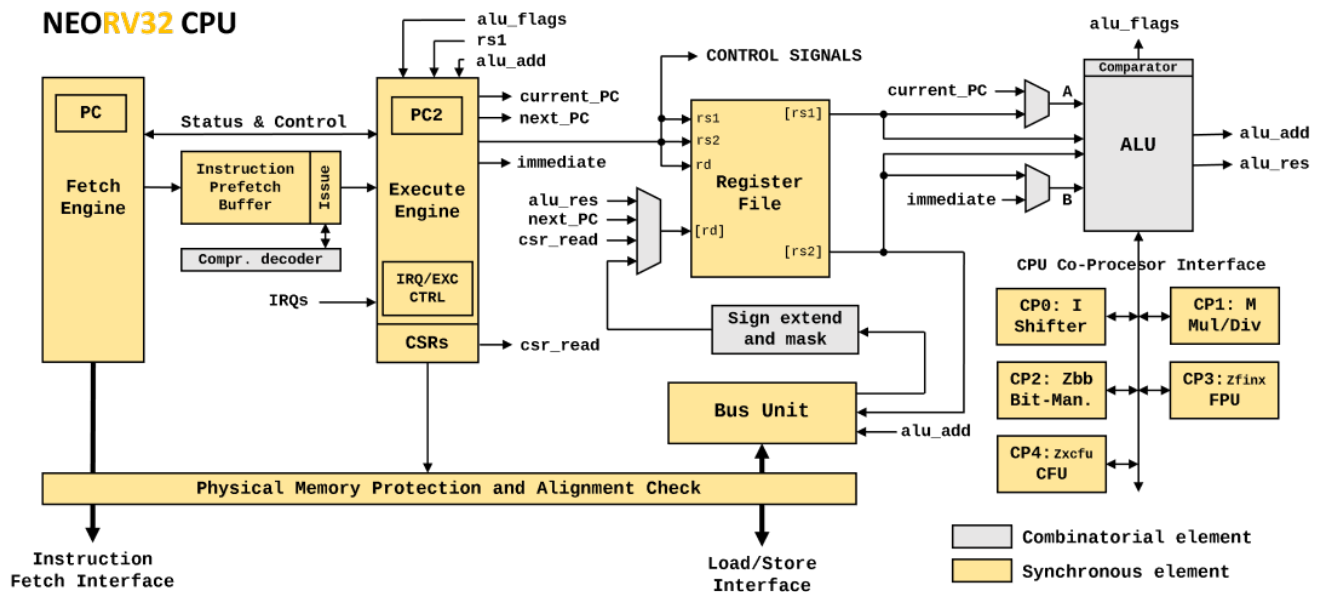 NEORV32 CPU
alu_flags
rs1
alu_add
CONTROL SIGNALS
alu_flags
PC
Fetch
Engine
Status & Control
Instruction
Prefetch
Buffer
Issue
Compr. decoder
IRQs
PC2
Execute
Engine
IRQ/EXC
CTRL
CSRs
current_PC
next_PC
immediate
csr_read
alu_res
next_PC
csr_read
rs1
rs2
rd
[rd]
[rs1]
[rs2]
Register
File
current_PC
A
immediate
B
Comparator
ALU
alu_add
alu_res
Sign extend
and mask
Bus Unit
alu_add
CPU Co-Procesor Interface
CP0: I
Shifter
CP1: M
Mul/Div
CP2: Zbb
Bit-Man.
CP3: Zfinx
FPU
CP4: Zxcfu
CFU
Physical Memory Protection and Alignment Check
Instruction
Fetch Interface
Load/Store
Interface
Combinatorial element
Synchronous element